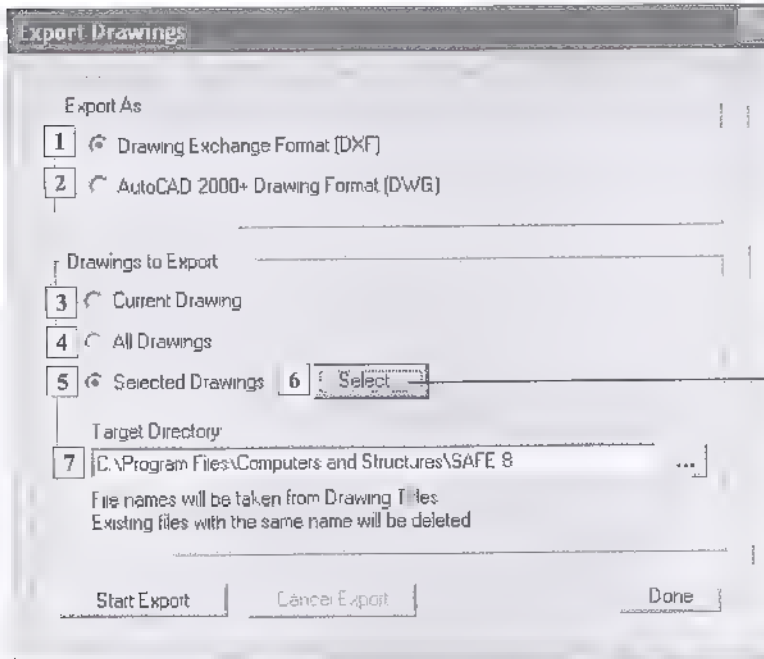 Export Drawings
Export As
1 Drawing Exchange Format (DXF)
2 AutoCAD 2000+ Drawing Format (DWG)
Drawings to Export
3 Current Drawing
4 All Drawings
5 Selected Drawings 6 Select
Target Directory:
7 C:\Program Files\Computers and Structures\SAFE 8 ...
File names will be taken from Drawing Titles
Existing files with the same name will be deleted
Start Export Cancel Export Done